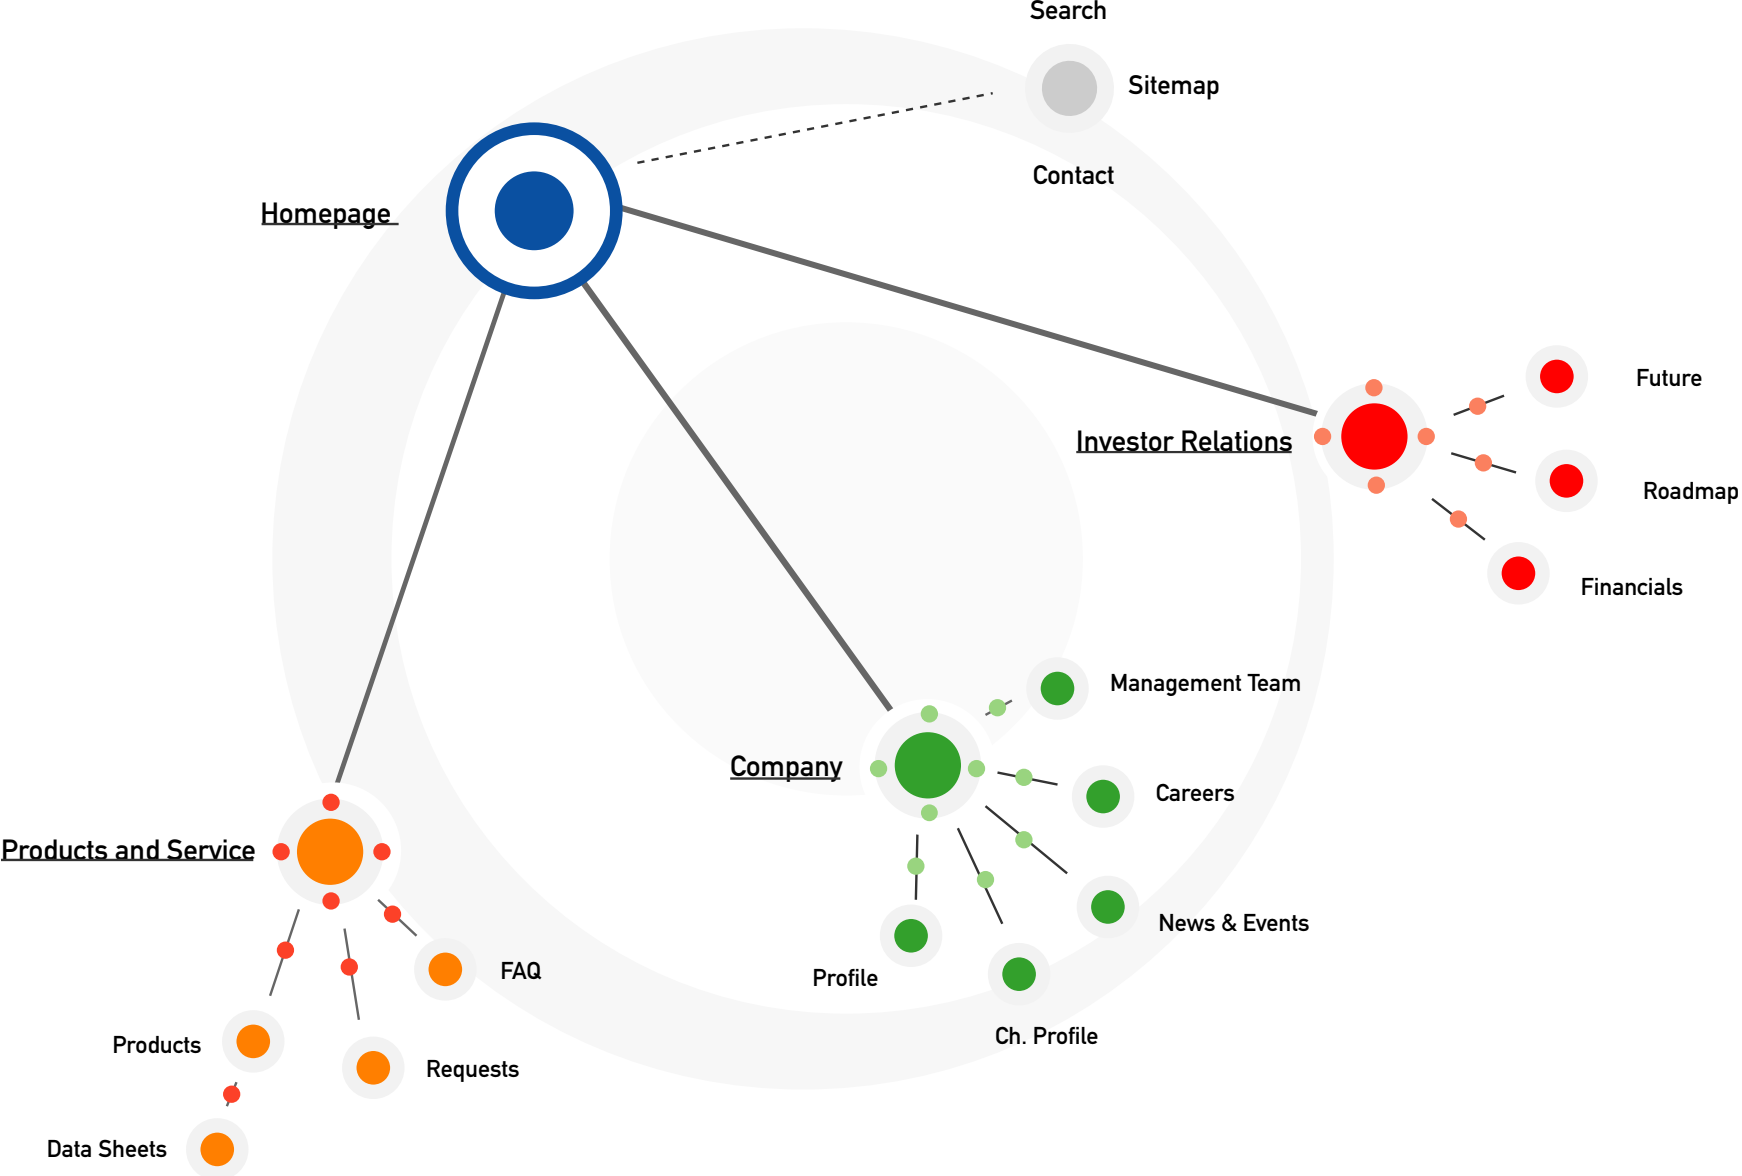 Search
Sitemap
Contact
Homepage
Future
Investor Relations
Roadmap
Financials
Management Team
Company
Careers
Products and Service
News & Events
FAQ
Profile
Ch. Profile
Products
Requests
Data Sheets